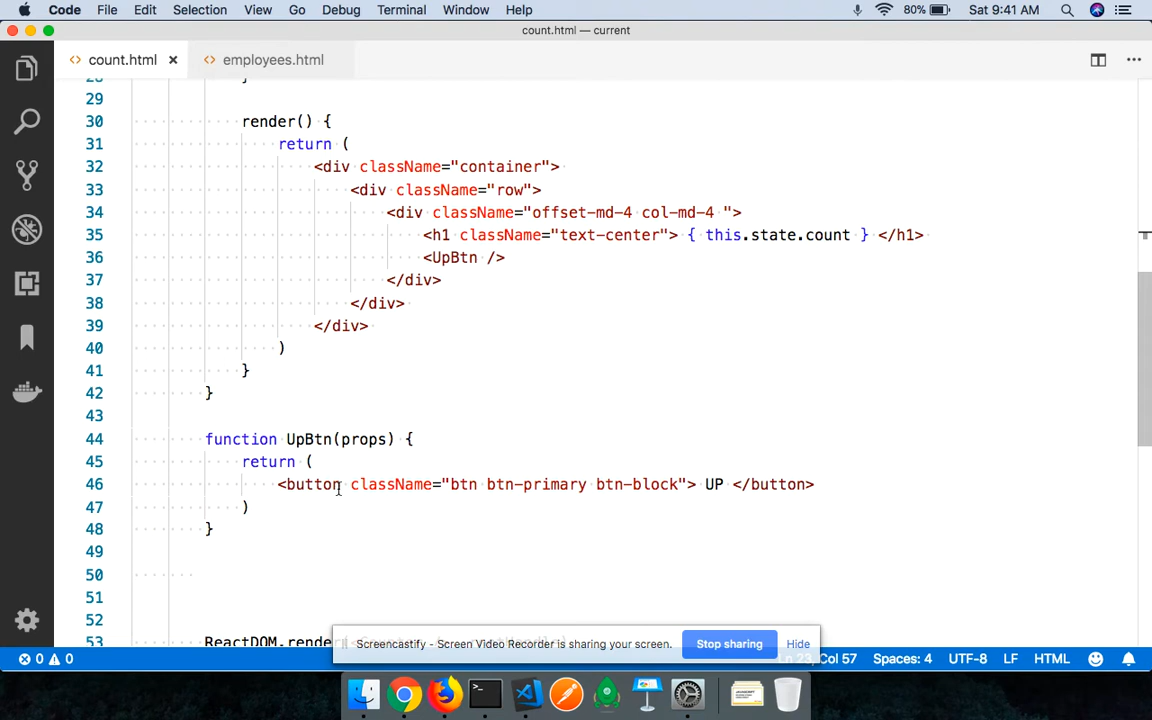 Code File Edit Selection View Go Debug Terminal Window Help 80% Sat 9:41 AM
count.html — current
<> count.html × <> employees.html
28 }
29
30 render() {
31 return (
32 <div className="container">
33 <div className="row">
34 <div className="offset-md-4 col-md-4 ">
35 <h1 className="text-center"> { this.state.count } </h1>
36 <UpBtn />
37 </div>
38 </div>
39 </div>
40 )
41 }
42 }
43
44 function UpBtn(props) {
45 return (
46 <button className="btn btn-primary btn-block"> UP </button>
47 )
48 }
49
50
51
52
53 ReactDOM.render(
Screencastify - Screen Video Recorder is sharing your screen. Stop sharing Hide
0 0 Col 57 Spaces: 4 UTF-8 LF HTML